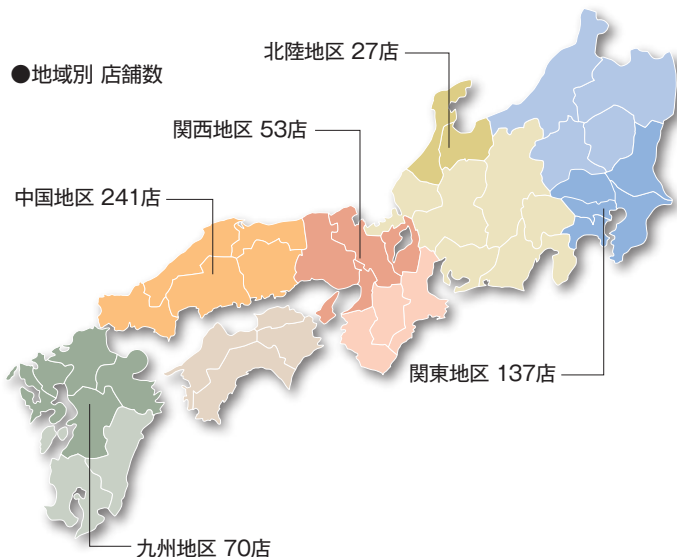 ●地域別 店舗数
北陸地区 27店
関西地区 53店
中国地区 241店
関東地区 137店
九州地区 70店